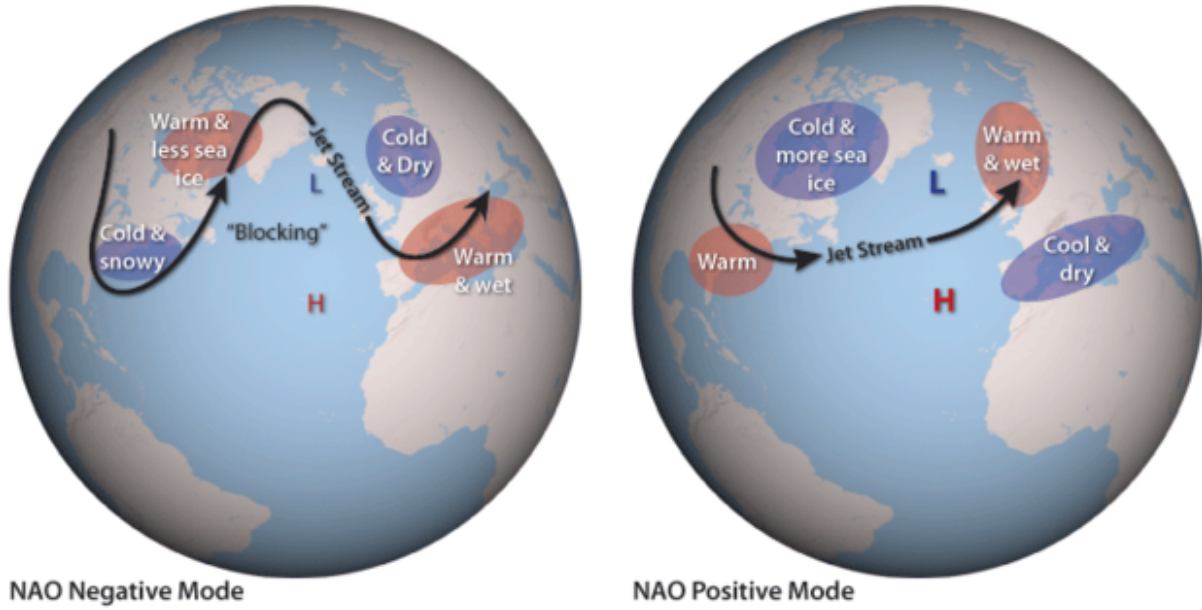 Warm &
less sea
ice
Cold &
snowy
"Blocking"
Jet Stream
L
H
Cold
& Dry
Warm
& wet
NAO Negative Mode
Cold &
more sea
ice
Warm
& wet
L
Warm
Jet Stream
H
Cool &
dry
NAO Positive Mode